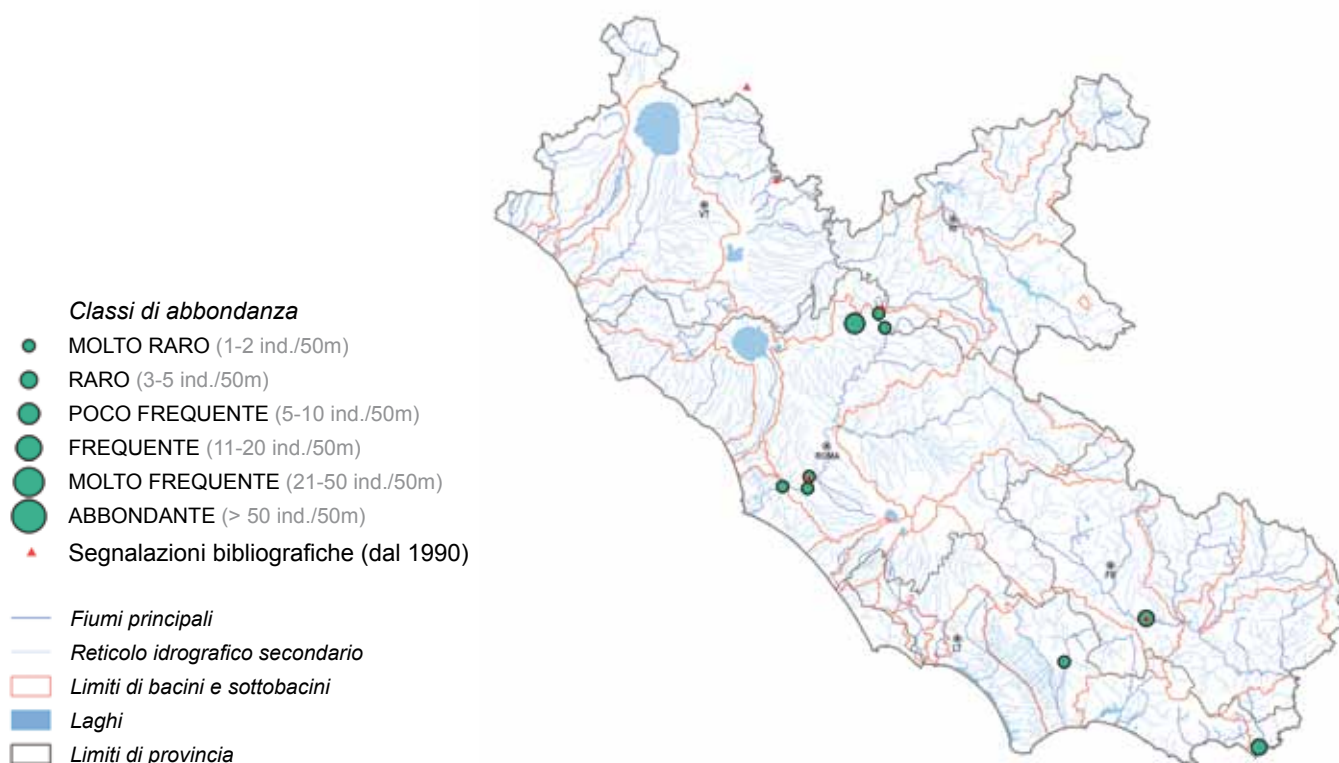 Classi di abbondanza
MOLTO RARO (1-2 ind./50m)
RARO (3-5 ind./50m)
POCO FREQUENTE (5-10 ind./50m)
FREQUENTE (11-20 ind./50m)
MOLTO FREQUENTE (21-50 ind./50m)
ABBONDANTE (> 50 ind./50m)
Segnalazioni bibliografiche (dal 1990)
Fiumi principali
Reticolo idrografico secondario
Limiti di bacini e sottobacini
Laghi
Limiti di provincia
VT
ROMA
FR
LT